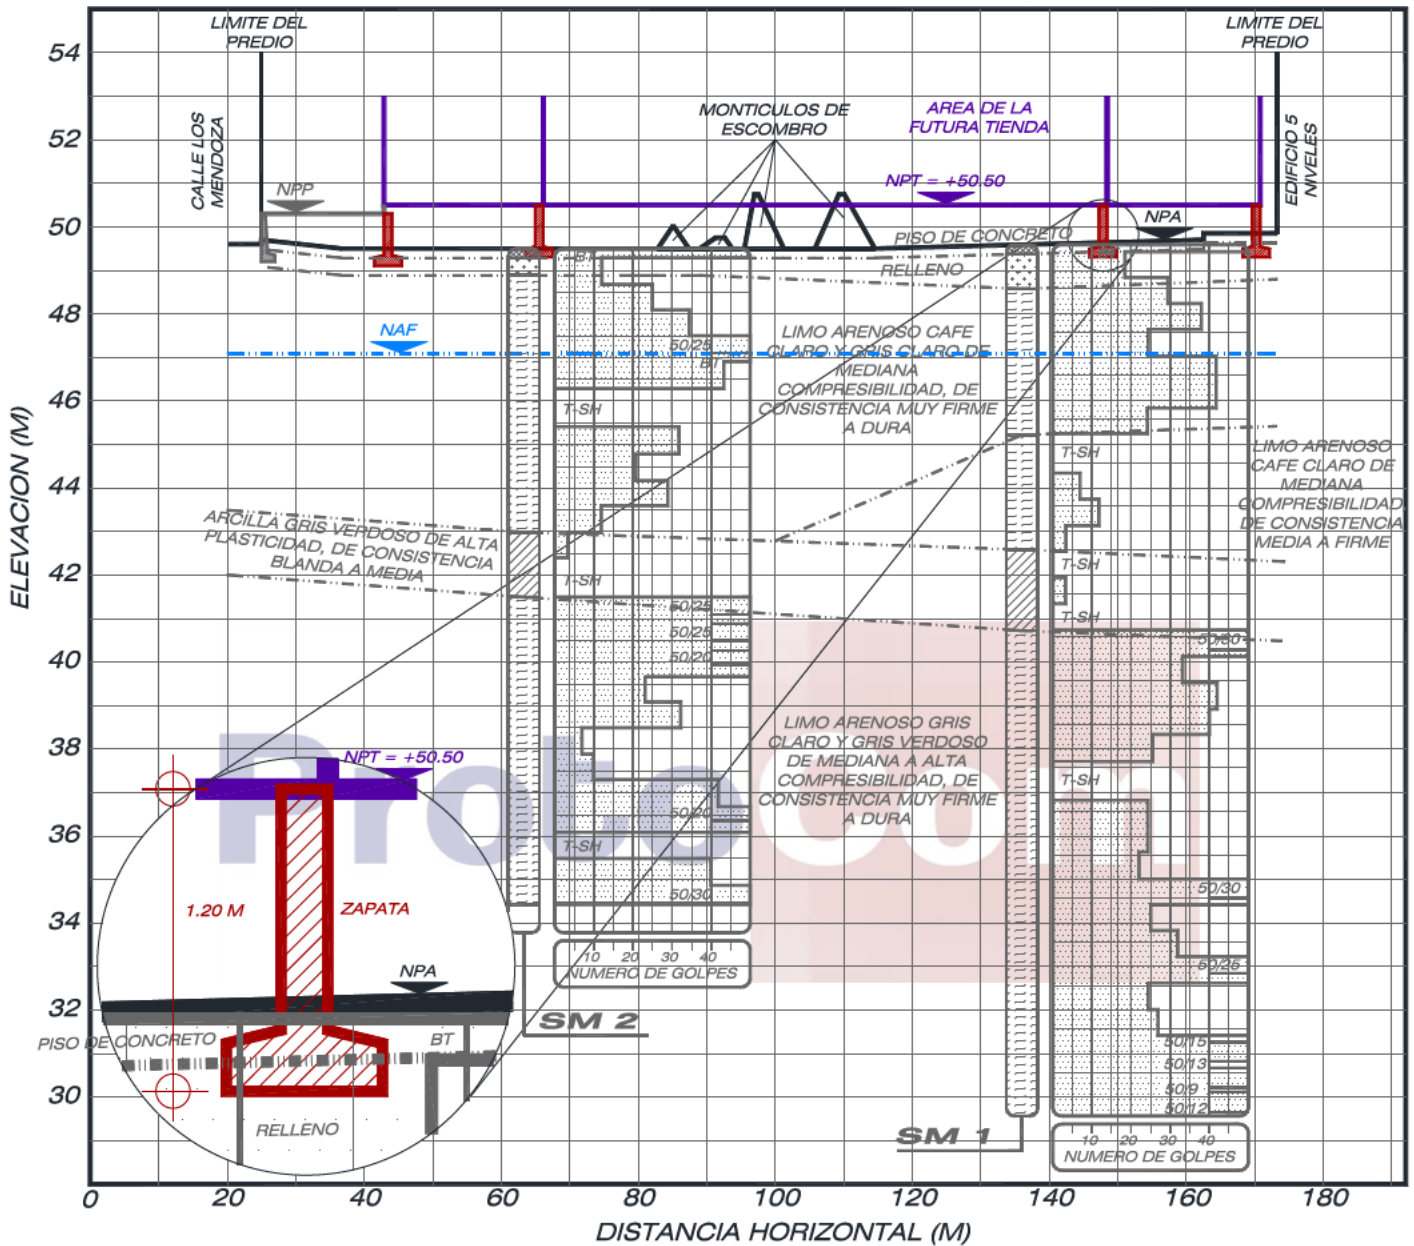 LIMITE DEL
PREDIO
LIMITE DEL
PREDIO
54
52
50
48
46
44
42
40
38
36
34
32
30
ELEVACION (M)
CALLE LOS
MENDOZA
NPP
MONTICULOS DE
ESCOMBRO
AREA DE LA
FUTURA TIENDA
NPT = +50.50
EDIFICIO 5
NIVELES
NPA
PISO DE CONCRETO
RELLENO
BT
NAF
50/25
BT
LIMO ARENOSO CAFE
CLARO Y GRIS CLARO DE
MEDIANA
COMPRESIBILIDAD, DE
CONSISTENCIA MUY FIRME
A DURA
T-SH
T-SH
LIMO ARENOSO
CAFE CLARO DE
MEDIANA
COMPRESIBILIDAD,
DE CONSISTENCIA
MEDIA A FIRME
ARCILLA GRIS VERDOSO DE ALTA
PLASTICIDAD, DE CONSISTENCIA
BLANDA A MEDIA
T-SH
T-SH
T-SH
50/25
50/25
50/20
50/30
LIMO ARENOSO GRIS
CLARO Y GRIS VERDOSO
DE MEDIANA A ALTA
COMPRESIBILIDAD, DE
CONSISTENCIA MUY FIRME
A DURA
ProtoCom
NPT = +50.50
T-SH
50/20
T-SH
50/30
50/30
1.20 M
ZAPATA
NPA
PISO DE CONCRETO
BT
RELLENO
10 20 30 40
NUMERO DE GOLPES
SM 2
50/25
50/15
50/13
50/9
50/12
SM 1
10 20 30 40
NUMERO DE GOLPES
0 20 40 60 80 100 120 140 160 180
DISTANCIA HORIZONTAL (M)